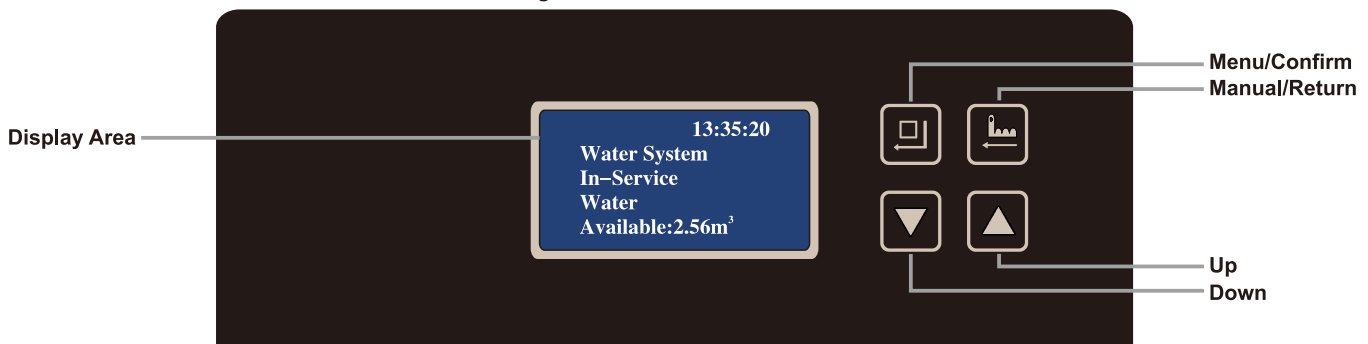 Menu/Confirm
Manual/Return
Display Area
13:35:20
Water System
In-Service
Water
Available:2.56m³
Up
Down